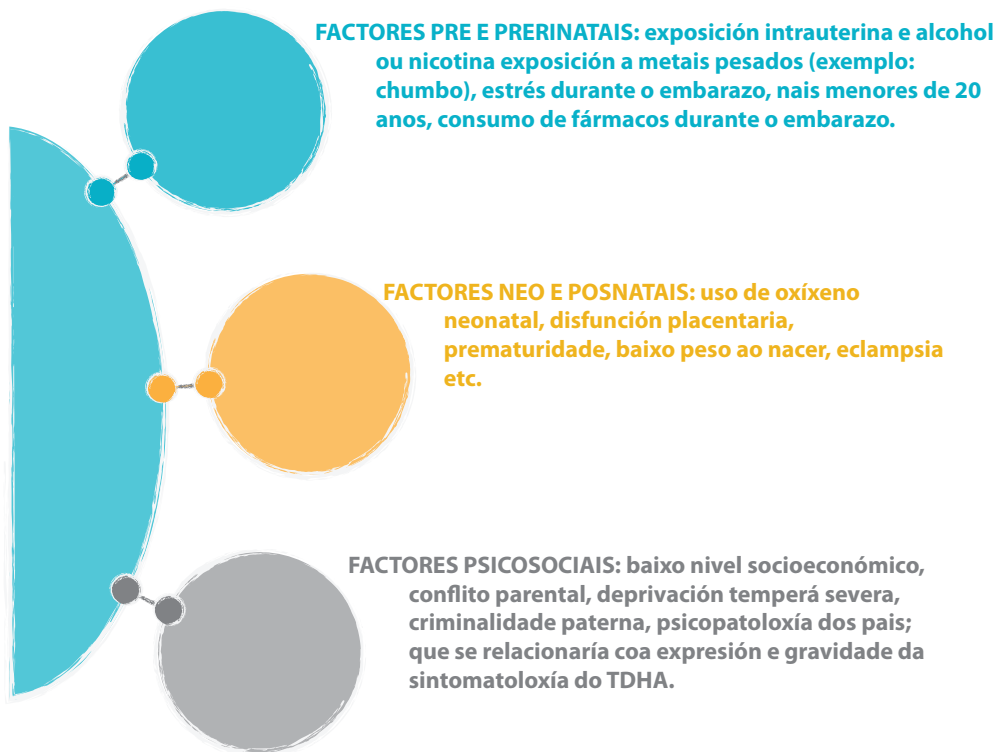 FACTORES PRE E PRERINATAIS: exposición intrauterina e alcohol
ou nicotina exposición a metais pesados (exemplo:
chumbo), estrés durante o embarazo, nais menores de 20
anos, consumo de fármacos durante o embarazo.
FACTORES NEO E POSNATAIS: uso de oxíxeno
neonatal, disfunción placentaria,
prematuridade, baixo peso ao nacer, eclampsia
etc.
FACTORES PSICOSOCIAIS: baixo nivel socioeconómico,
conflito parental, deprivación temperá severa,
criminalidade paterna, psicopatoloxía dos pais;
que se relacionaría coa expresión e gravidade da
sintomatoloxía do TDHA.